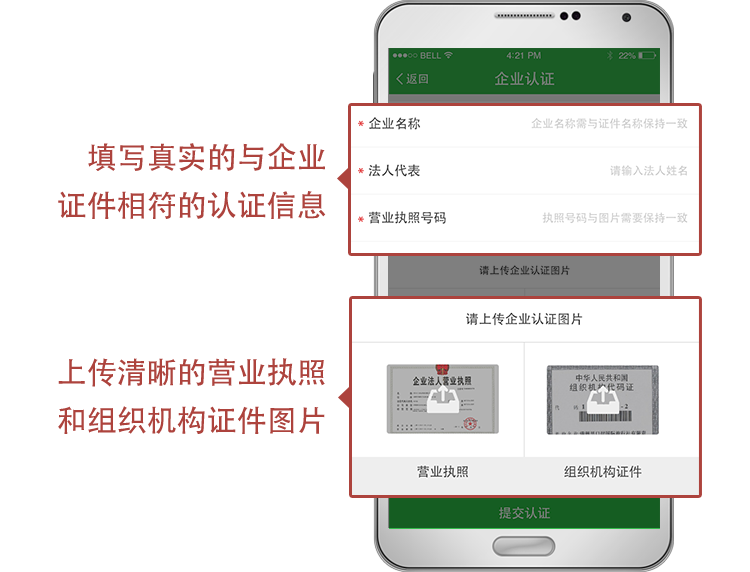 BELL 4:21 PM 22%
返回 企业认证
填写真实的与企业
证件相符的认证信息
* 企业名称 企业名称需与证件名称保持一致
* 法人代表 请输入法人姓名
* 营业执照号码 执照号码与图片需要保持一致
请上传企业认证图片
请上传企业认证图片
上传清晰的营业执照
和组织机构证件图片
企业法人营业执照
中华人民共和国
组织机构代码证
营业执照 组织机构证件
提交认证